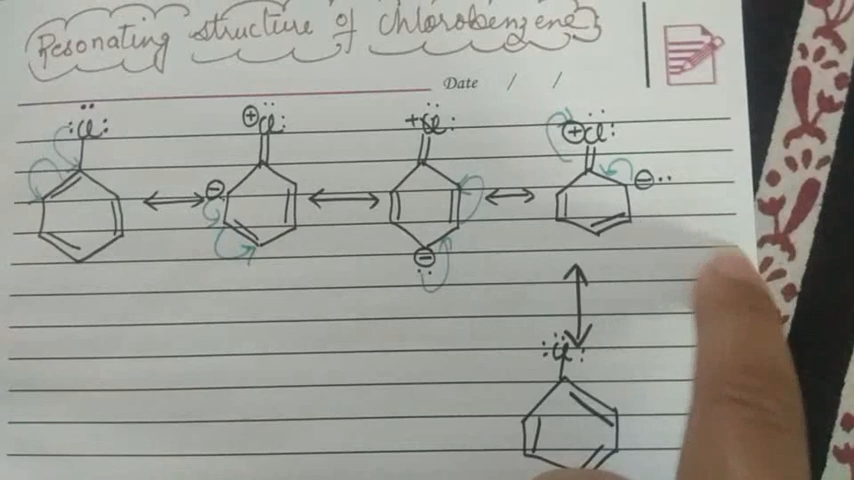 Resonating structure of Chlorobenzene
Date / /
:C̈l: ⊕C̈l: +C̈l: ⊕C̈l:
⊖ ⊖··
⊖
··
:C̈l: